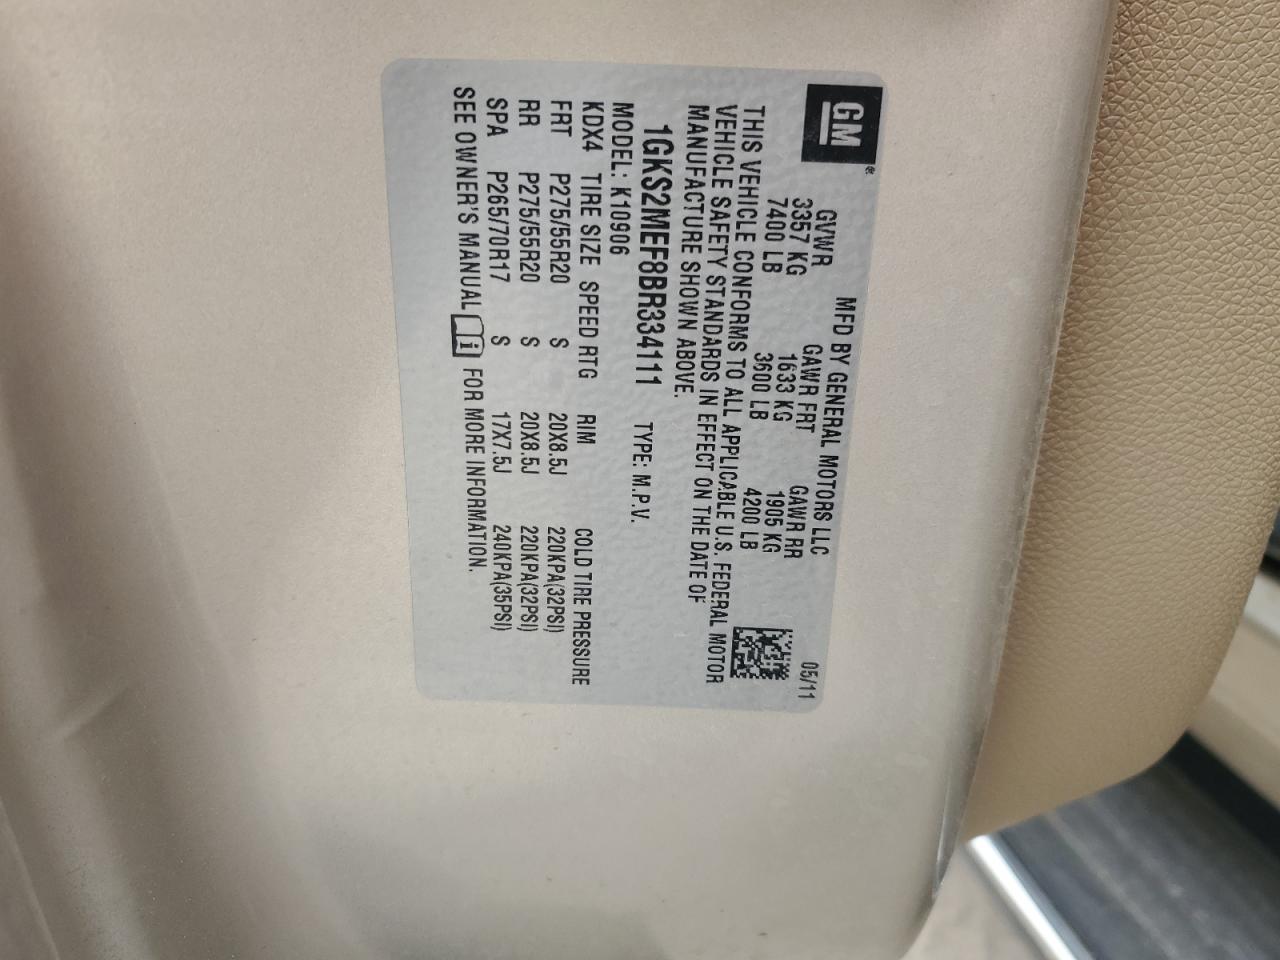 GM
MFD BY GENERAL MOTORS LLC 05/11
GVWR GAWR FRT GAWR RR
3357 KG 1633 KG 1905 KG
7400 LB 3600 LB 4200 LB
THIS VEHICLE CONFORMS TO ALL APPLICABLE U.S. FEDERAL MOTOR
VEHICLE SAFETY STANDARDS IN EFFECT ON THE DATE OF
MANUFACTURE SHOWN ABOVE.
1GKS2MEF8BR334111 TYPE: M.P.V.
MODEL: K10906
KDX4 TIRE SIZE SPEED RTG RIM COLD TIRE PRESSURE
FRT P275/55R20 S 20X8.5J 220KPA(32PSI)
RR P275/55R20 S 20X8.5J 220KPA(32PSI)
SPA P265/70R17 S 17X7.5J 240KPA(35PSI)
SEE OWNER'S MANUAL i FOR MORE INFORMATION.